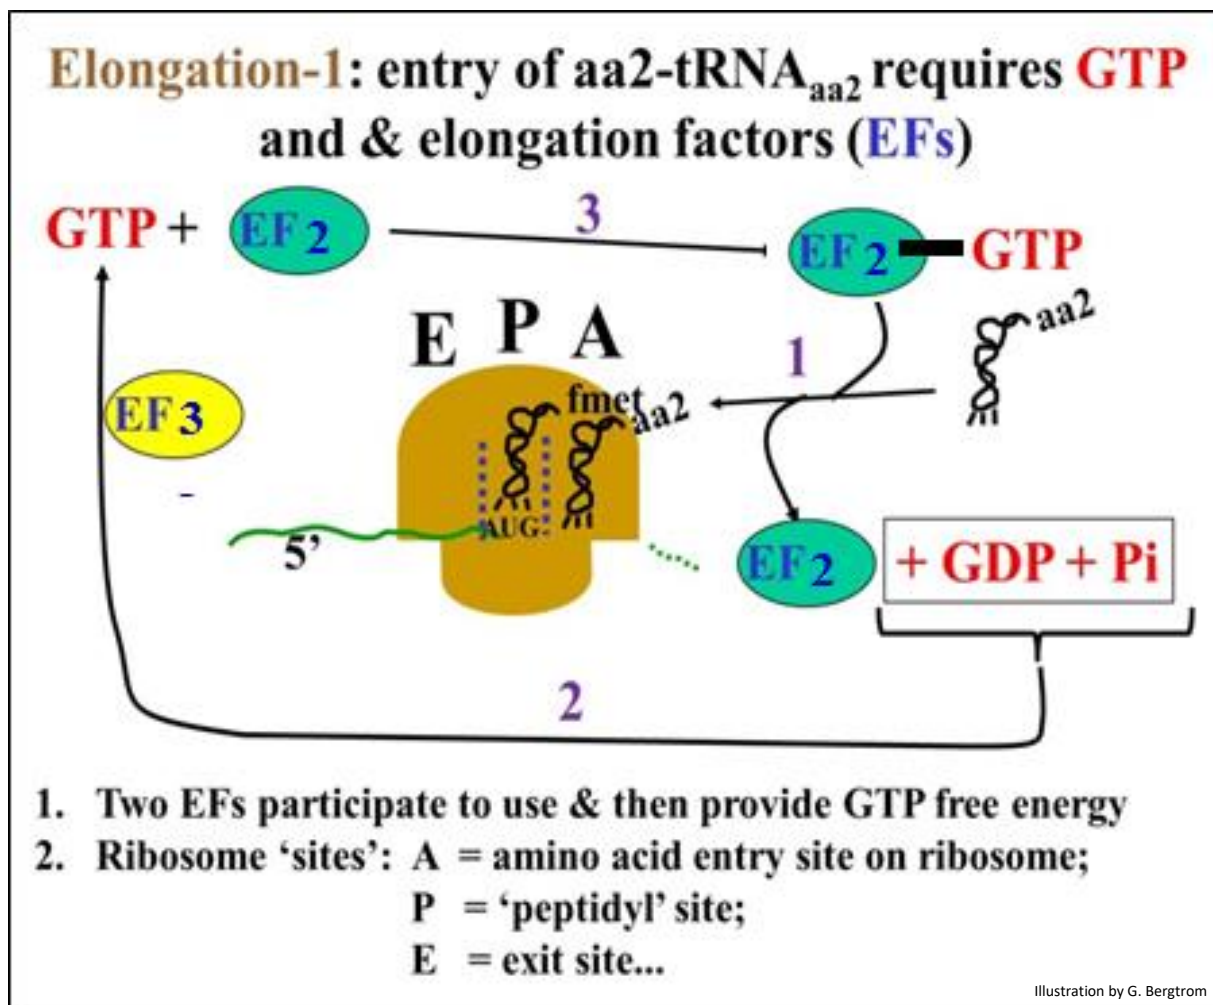 Elongation-1: entry of aa2-tRNAaa2 requires GTP
and & elongation factors (EFs)
GTP + EF2 3 EF2 GTP
E P A
aa2
1
fmet
aa2
EF3
-
AUG
5’
EF2 + GDP + Pi
2
1. Two EFs participate to use & then provide GTP free energy
2. Ribosome ‘sites’: A = amino acid entry site on ribosome;
P = ‘peptidyl’ site;
E = exit site...
Illustration by G. Bergtrom